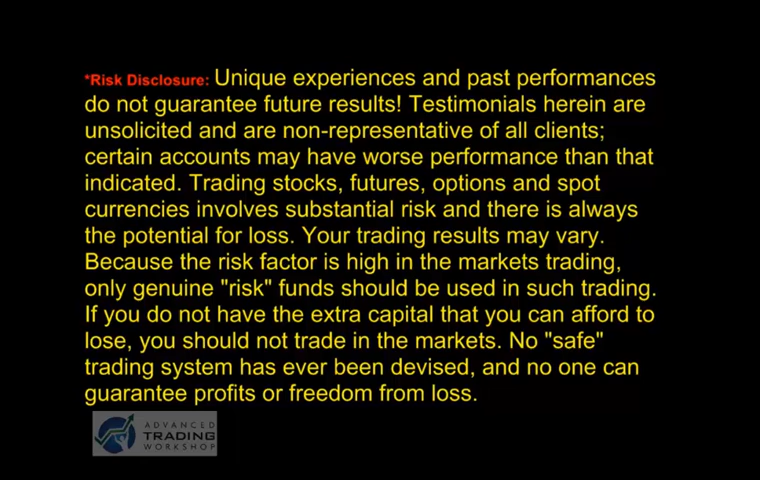 *Risk Disclosure: Unique experiences and past performances
do not guarantee future results! Testimonials herein are
unsolicited and are non-representative of all clients;
certain accounts may have worse performance than that
indicated. Trading stocks, futures, options and spot
currencies involves substantial risk and there is always
the potential for loss. Your trading results may vary.
Because the risk factor is high in the markets trading,
only genuine "risk" funds should be used in such trading.
If you do not have the extra capital that you can afford to
lose, you should not trade in the markets. No "safe"
trading system has ever been devised, and no one can
guarantee profits or freedom from loss.
ADVANCED
TRADING
WORKSHOP